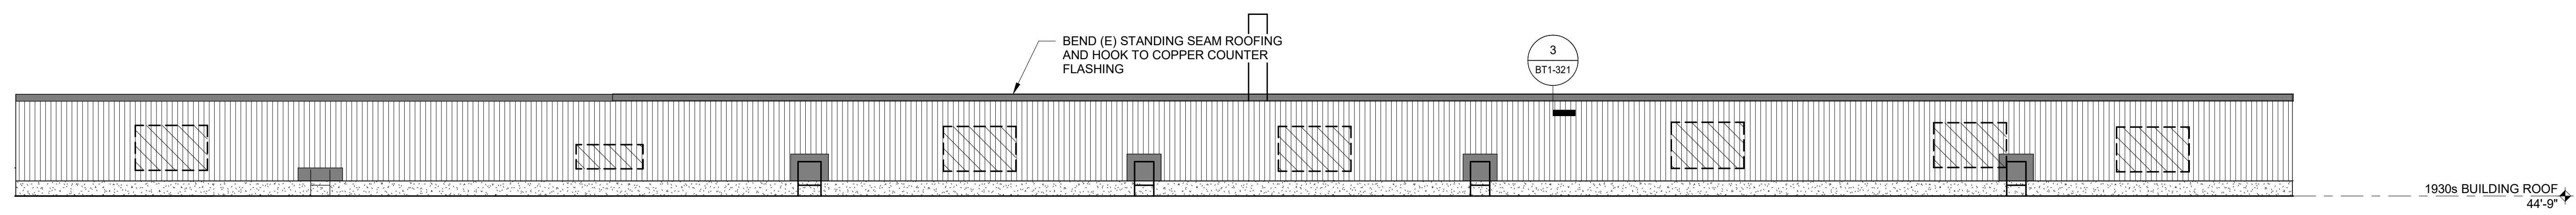 BEND (E) STANDING SEAM ROOFING
AND HOOK TO COPPER COUNTER
FLASHING
3
BT1-321
1930s BUILDING ROOF
44'-9"